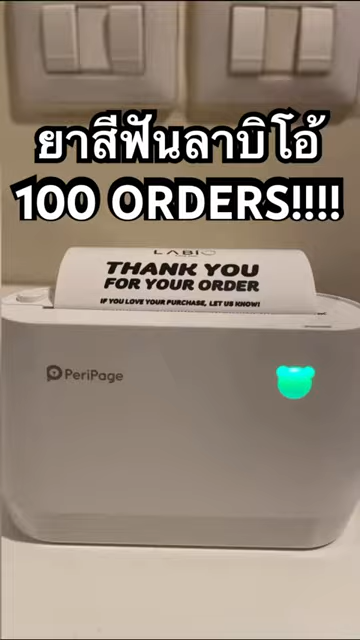 ยาสีฟันลาบิโอ้
100 ORDERS!!!!
LABIO
THANK YOU
FOR YOUR ORDER
IF YOU LOVE YOUR PURCHASE, LET US KNOW!
PeriPage